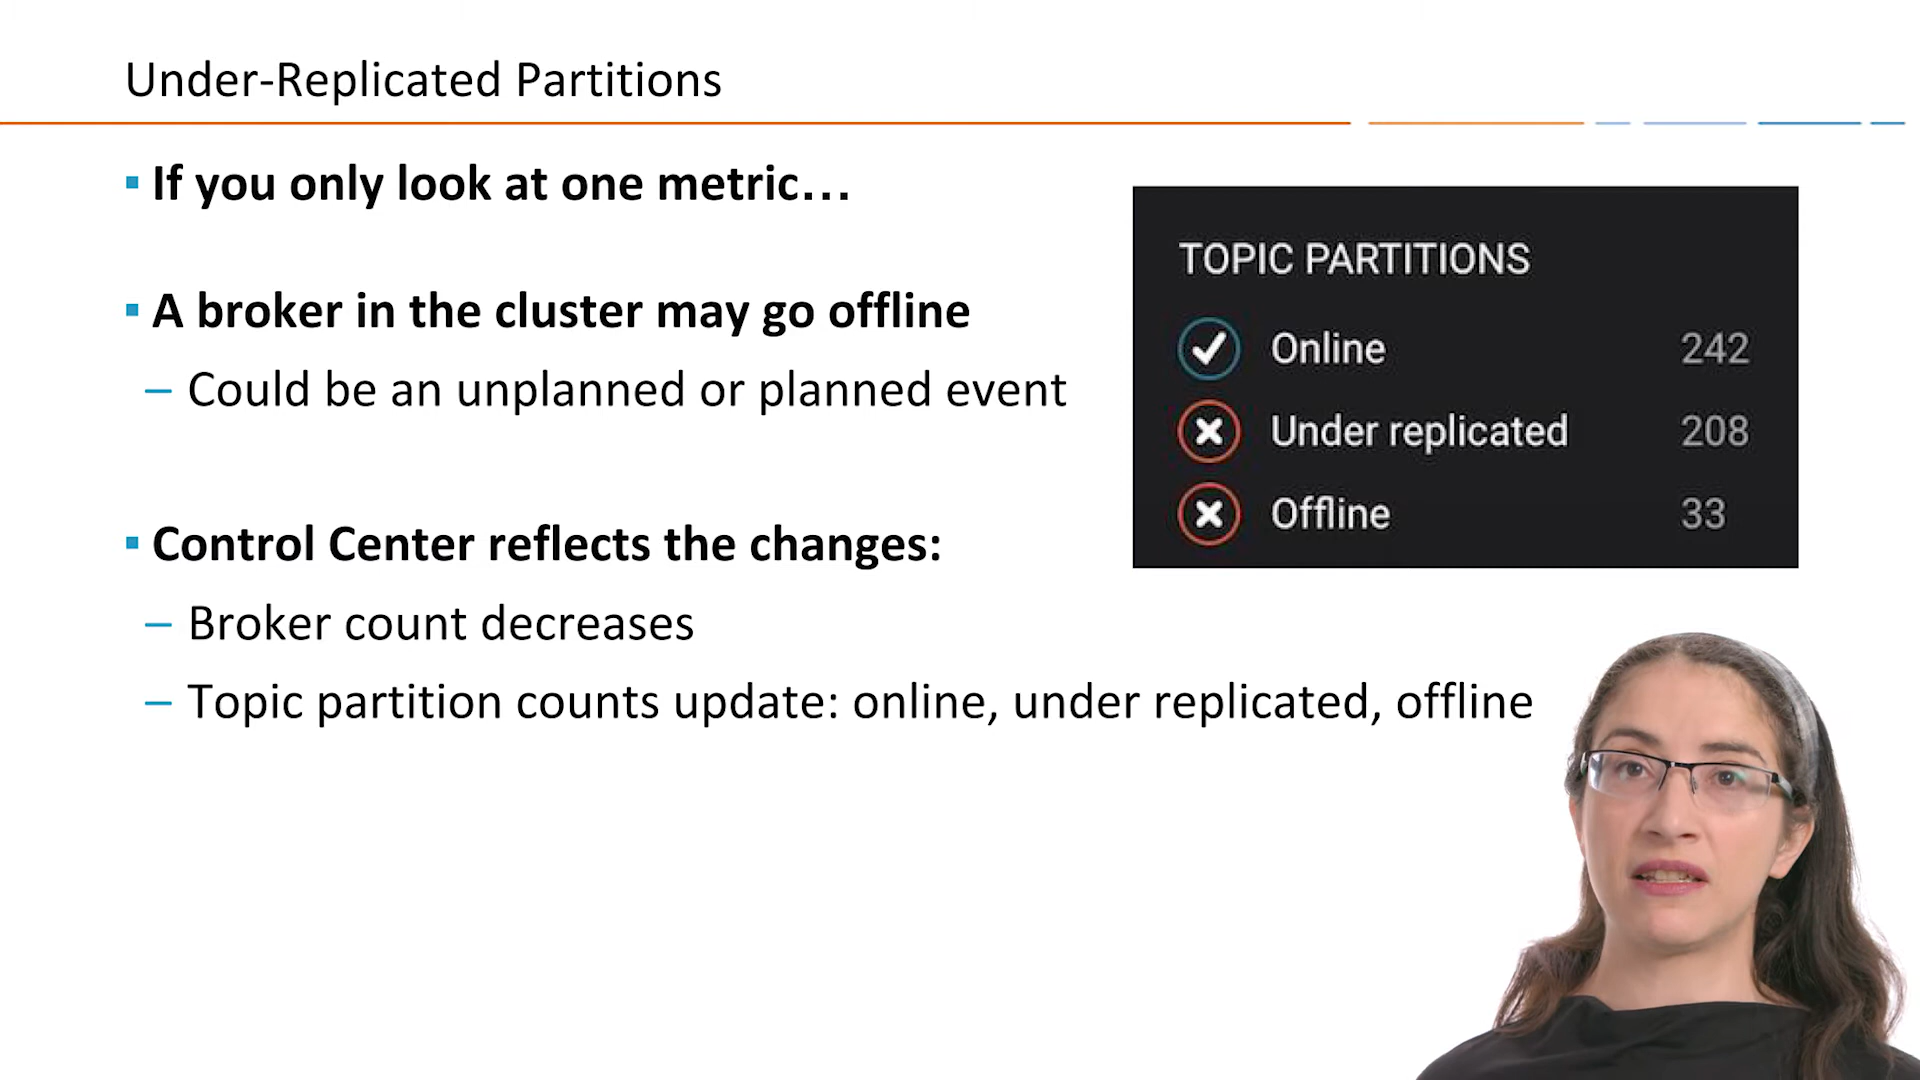 Under-Replicated Partitions
If you only look at one metric…
A broker in the cluster may go offline
– Could be an unplanned or planned event
Control Center reflects the changes:
– Broker count decreases
– Topic partition counts update: online, under replicated, offline
TOPIC PARTITIONS
Online 242
Under replicated 208
Offline 33